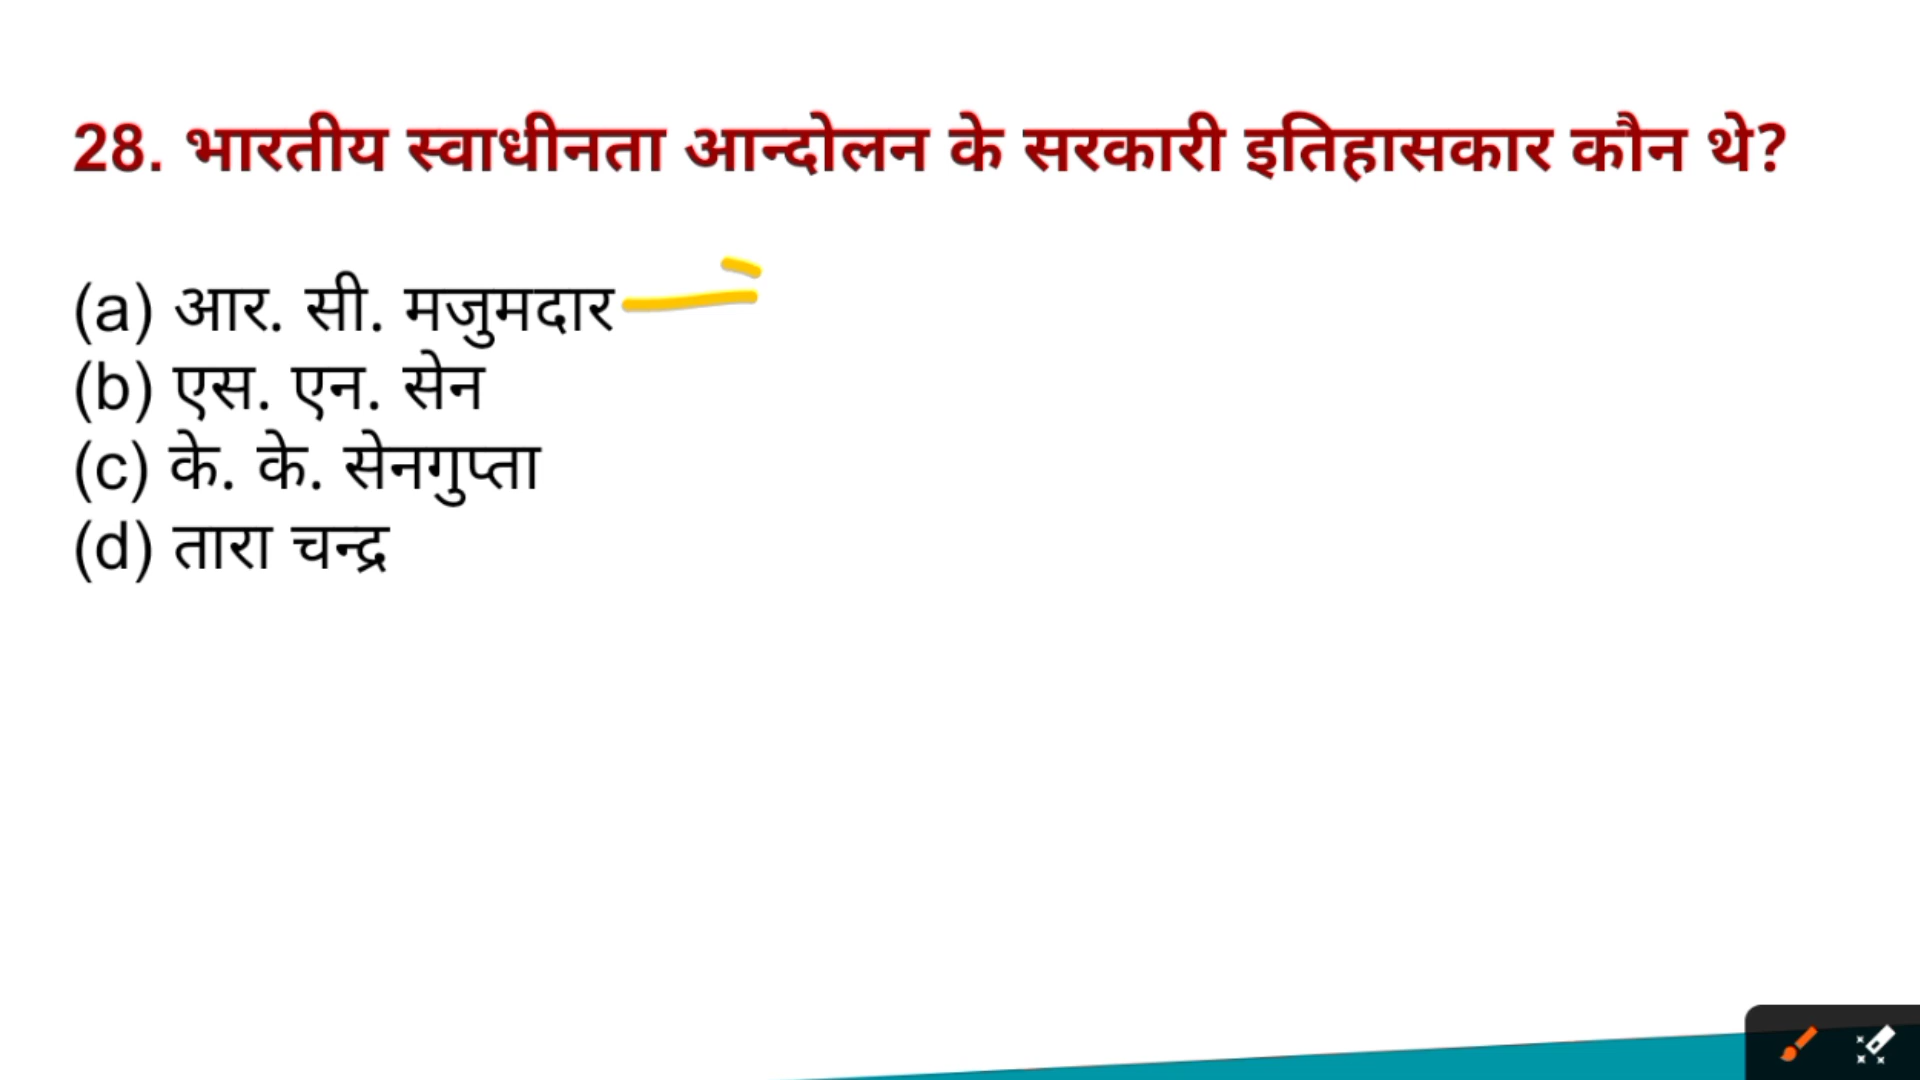 28. भारतीय स्वाधीनता आन्दोलन के सरकारी इतिहासकार कौन थे?
(a) आर. सी. मजुमदार
(b) एस. एन. सेन
(c) के. के. सेनगुप्ता
(d) तारा चन्द्र